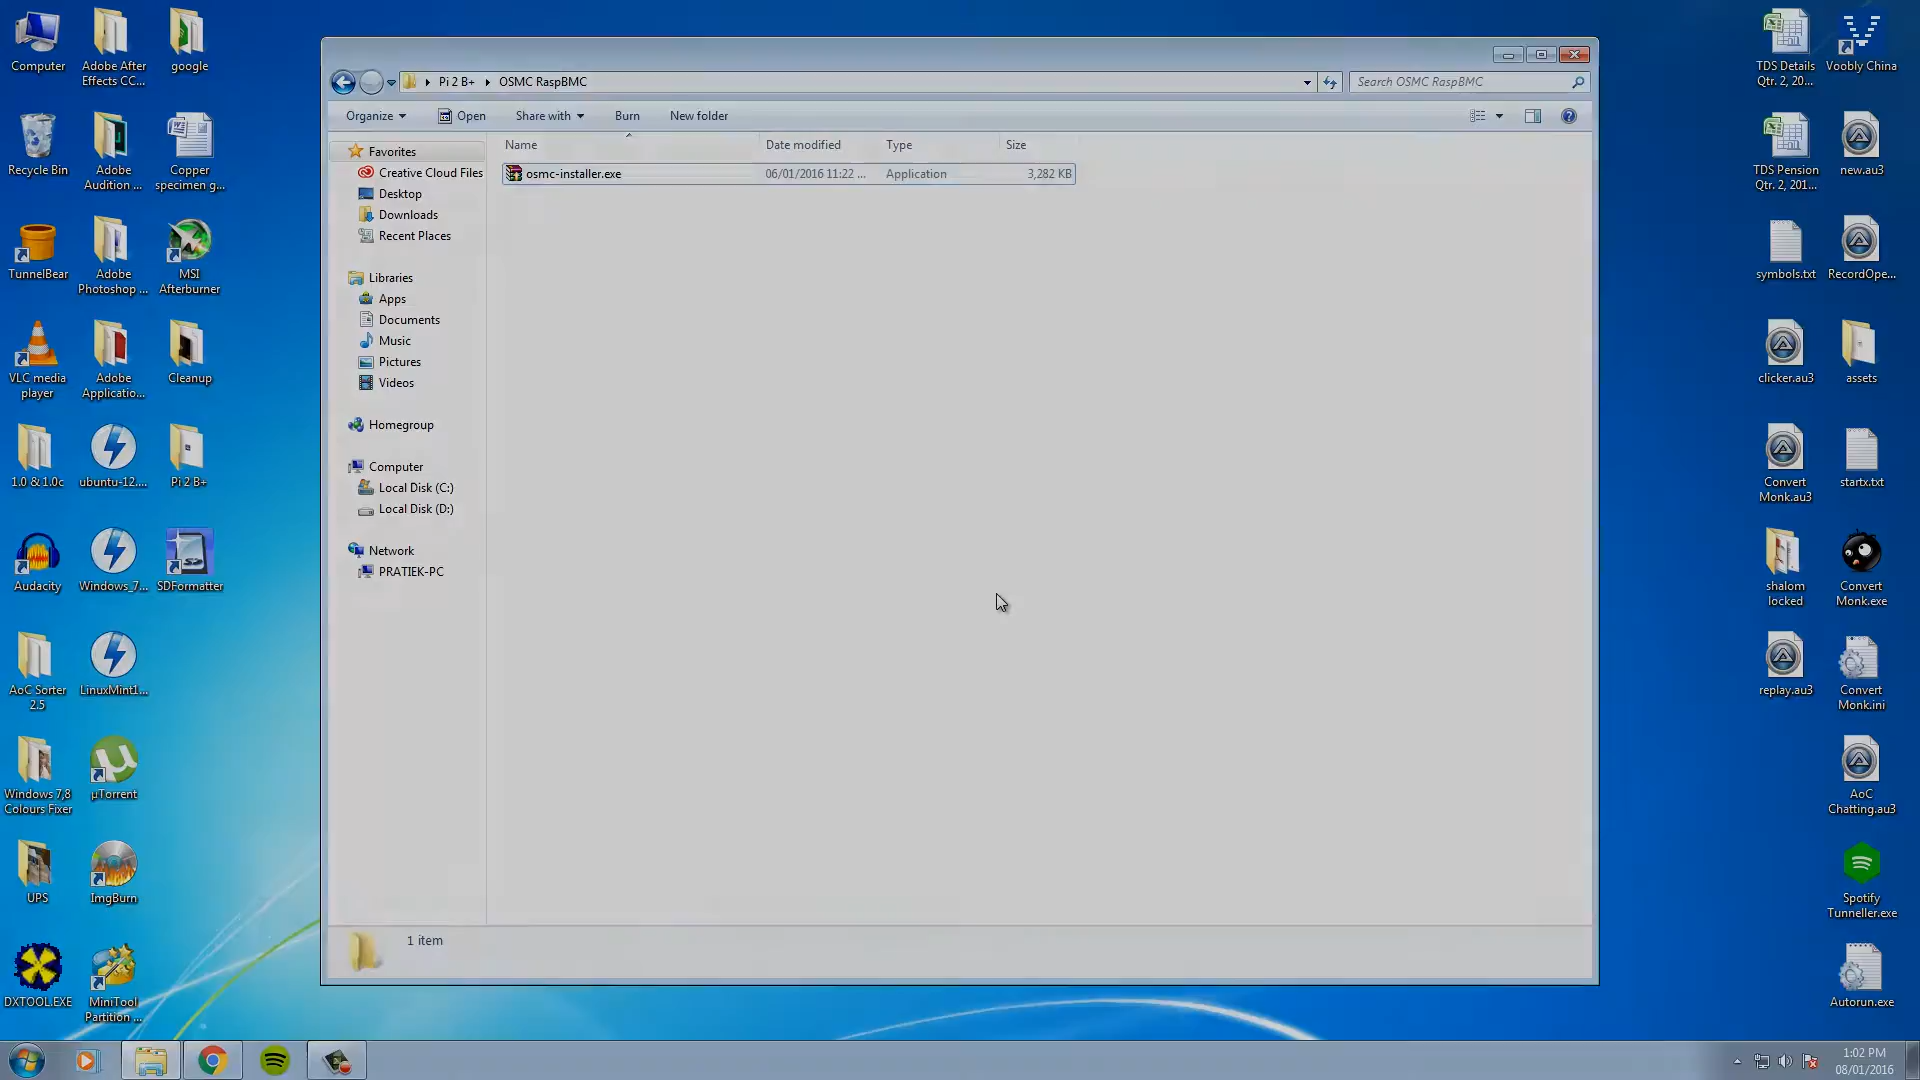 Computer
Adobe After
Effects CC...
google
Recycle Bin
Adobe
Audition ...
Copper
specimen g...
TunnelBear
Adobe
Photoshop ...
MSI
Afterburner
VLC media
player
Adobe
Applicatio...
Cleanup
1.0 & 1.0c
ubuntu-12....
Pi 2 B+
Audacity
Windows_7...
SDFormatter
AoC Sorter
2.5
LinuxMint1...
Windows 7,8
Colours Fixer
µTorrent
UPS
ImgBurn
DXTOOL.EXE
MiniTool
Partition ...
Pi 2 B+
OSMC RaspBMC
Search OSMC RaspBMC
Organize
Open
Share with
Burn
New folder
Favorites
Creative Cloud Files
Desktop
Downloads
Recent Places
Libraries
Apps
Documents
Music
Pictures
Videos
Homegroup
Computer
Local Disk (C:)
Local Disk (D:)
Network
PRATIEK-PC
Name
Date modified
Type
Size
osmc-installer.exe
06/01/2016 11:22 ...
Application
3,282 KB
1 item
TDS Details
Qtr. 2, 20...
Voobly China
TDS Pension
Qtr. 2, 201...
new.au3
symbols.txt
RecordOpe...
clicker.au3
assets
Convert
Monk.au3
startx.txt
shalom
locked
Convert
Monk.exe
replay.au3
Convert
Monk.ini
AoC
Chatting.au3
Spotify
Tunneller.exe
Autorun.exe
1:02 PM
08/01/2016